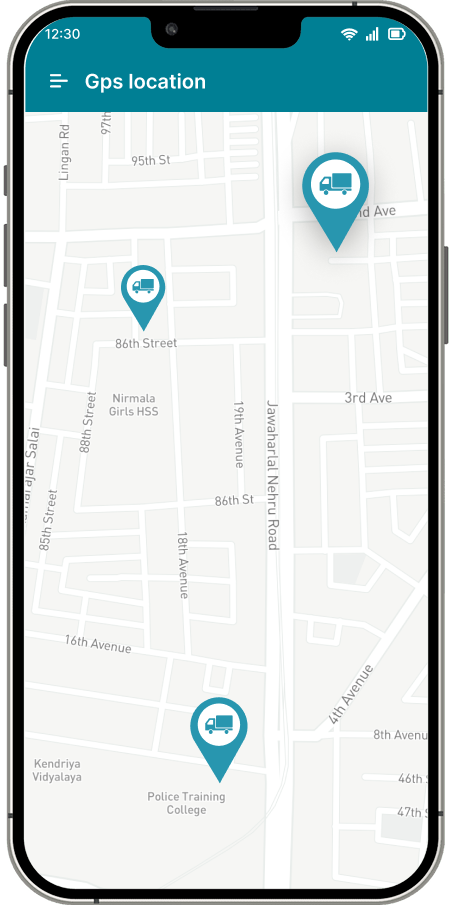 12:30
Gps location
Lingan Rd
97th
95th St
nd Ave
86th Street
3rd Ave
Nirmala
Girls HSS
88th Street
19th Avenue
Jawaharlal Nehru Road
marajar Salai
86th St
85th Street
18th Avenue
16th Avenue
4th Avenue
8th Avenu
Kendriya
Vidyalaya
46th
Police Training
College
47th